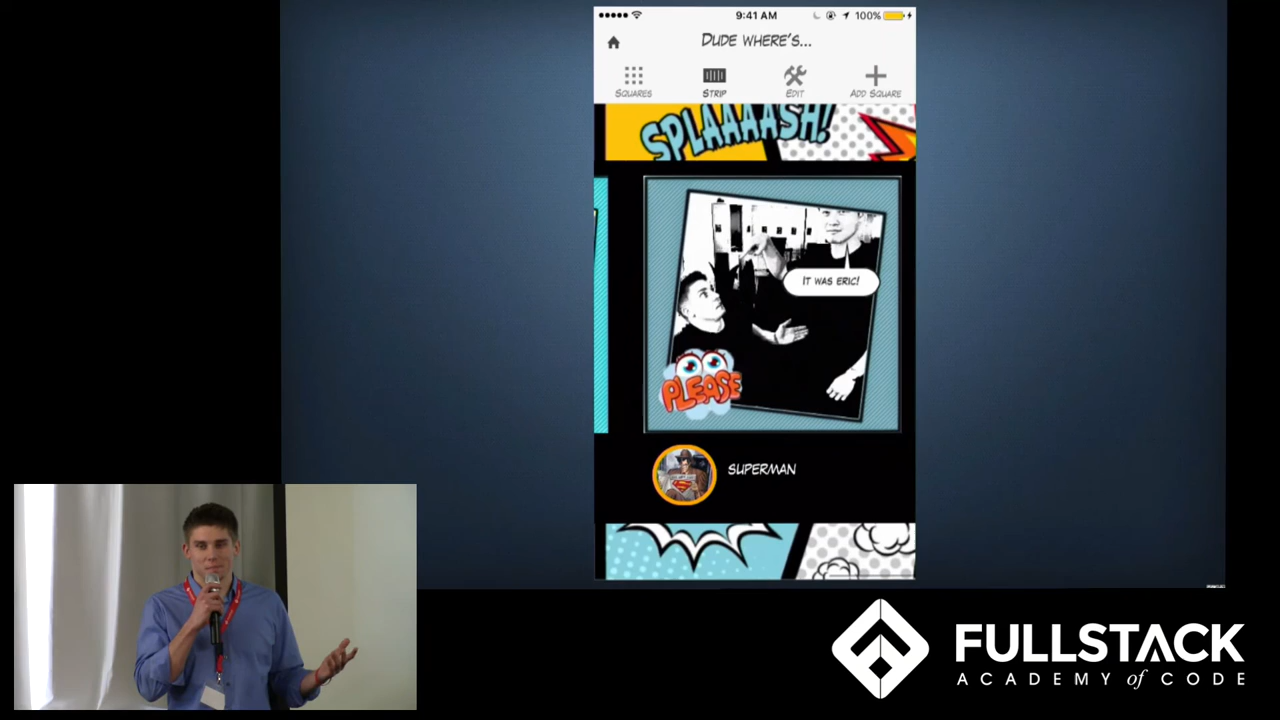 9:41 AM
100%
DUDE WHERE'S...
SQUARES
STRIP
EDIT
ADD SQUARE
SPLAAAASH!
IT WAS ERIC!
PLEASE
SUPERMAN
FULLSTACK
ACADEMY of CODE